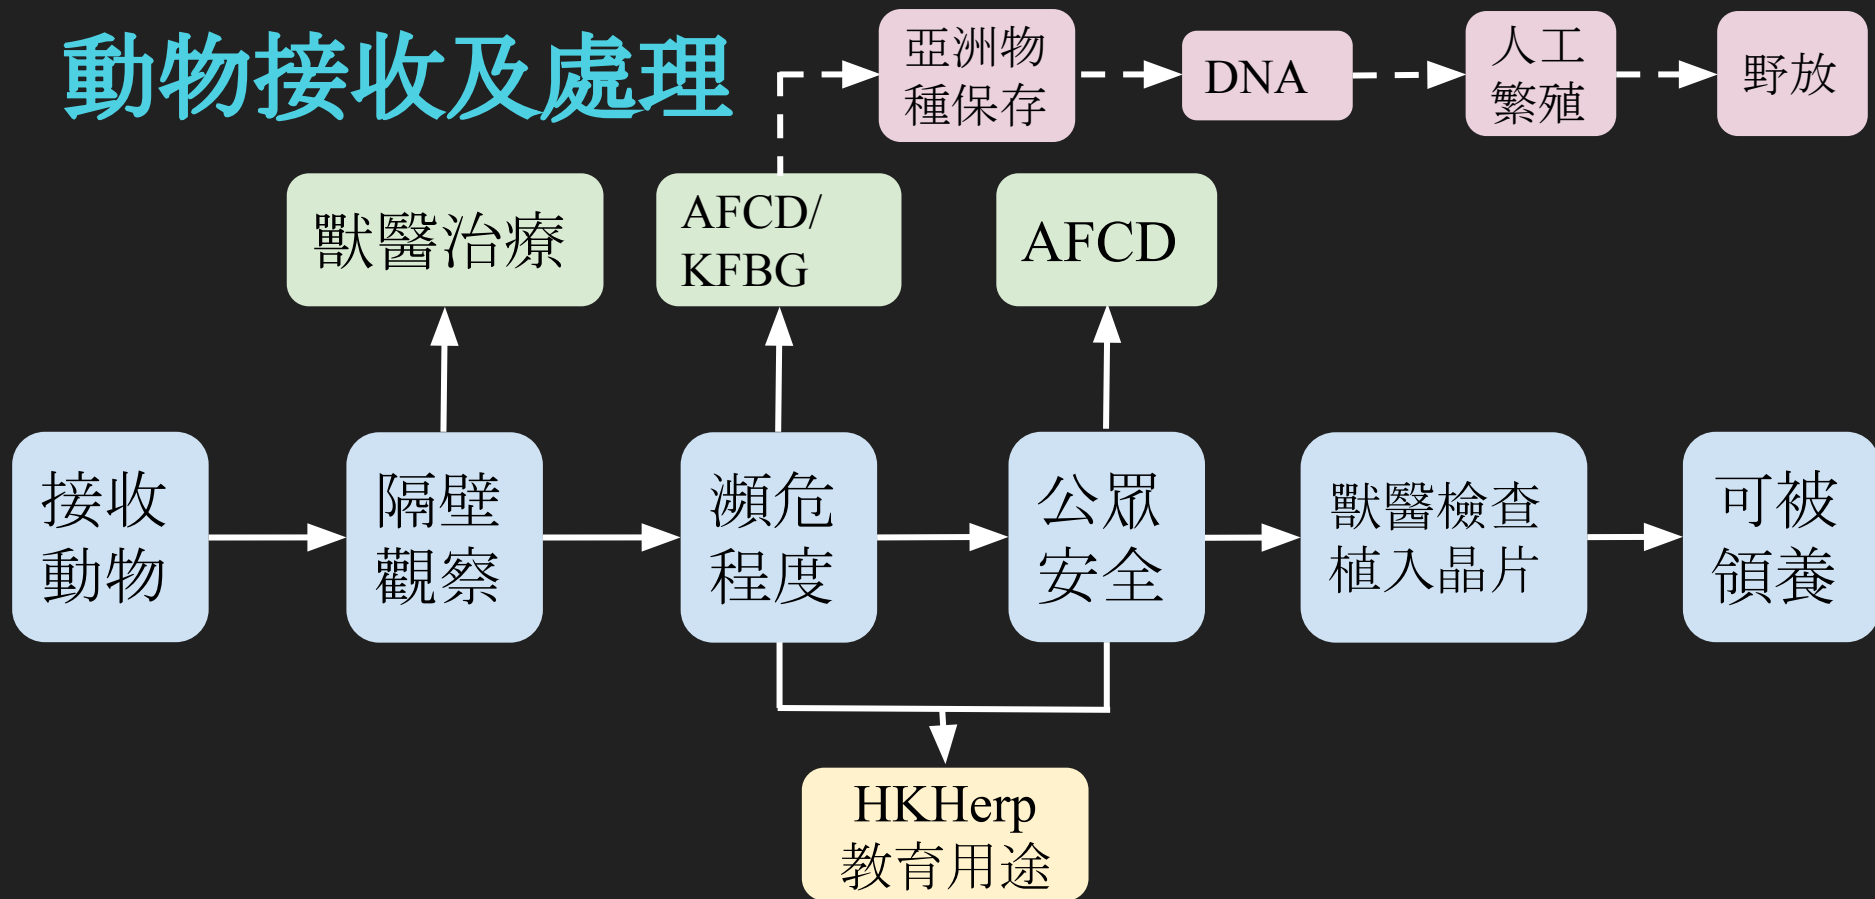 動物接收及處理
亞洲物
種保存
DNA
人工
繁殖
野放
獸醫治療
AFCD/
KFBG
AFCD
接收
動物
隔壁
觀察
瀕危
程度
公眾
安全
獸醫檢查
植入晶片
可被
領養
HKHerp
教育用途